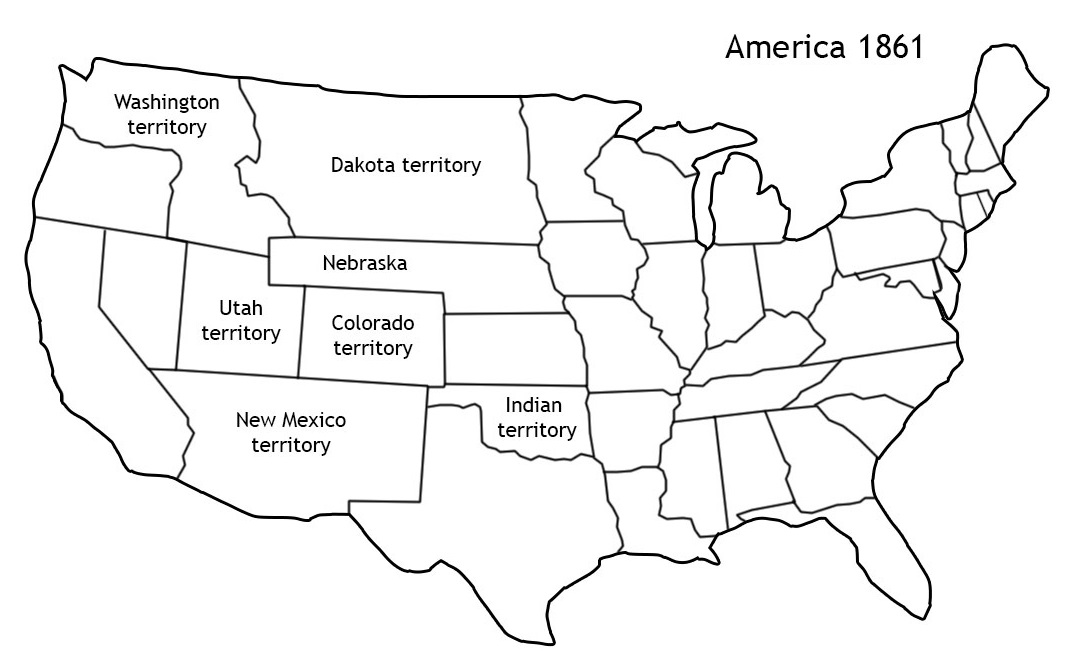 America 1861
Washington
territory
Dakota territory
Nebraska
Utah
territory
Colorado
territory
New Mexico
territory
Indian
territory